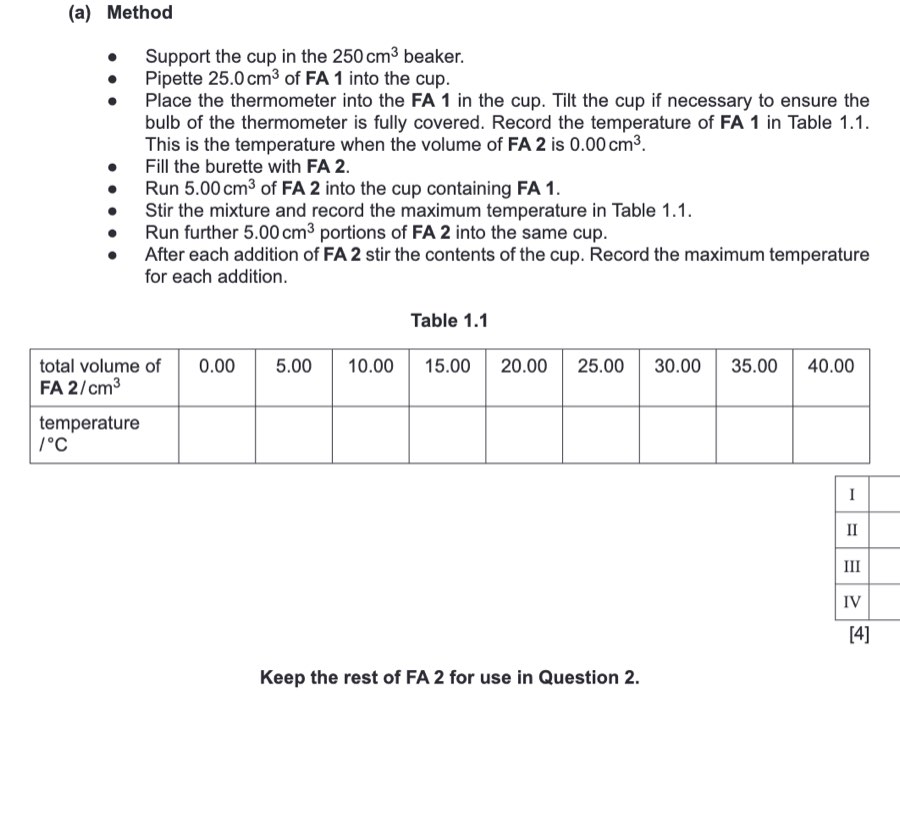 (a) Method
• Support the cup in the 250 cm³ beaker.
• Pipette 25.0 cm³ of FA 1 into the cup.
• Place the thermometer into the FA 1 in the cup. Tilt the cup if necessary to ensure the
bulb of the thermometer is fully covered. Record the temperature of FA 1 in Table 1.1.
This is the temperature when the volume of FA 2 is 0.00 cm³.
• Fill the burette with FA 2.
• Run 5.00 cm³ of FA 2 into the cup containing FA 1.
• Stir the mixture and record the maximum temperature in Table 1.1.
• Run further 5.00 cm³ portions of FA 2 into the same cup.
• After each addition of FA 2 stir the contents of the cup. Record the maximum temperature
for each addition.
Table 1.1
total volume of 0.00 5.00 10.00 15.00 20.00 25.00 30.00 35.00 40.00
FA 2 / cm³
temperature
/ °C
I
II
III
IV
[4]
Keep the rest of FA 2 for use in Question 2.